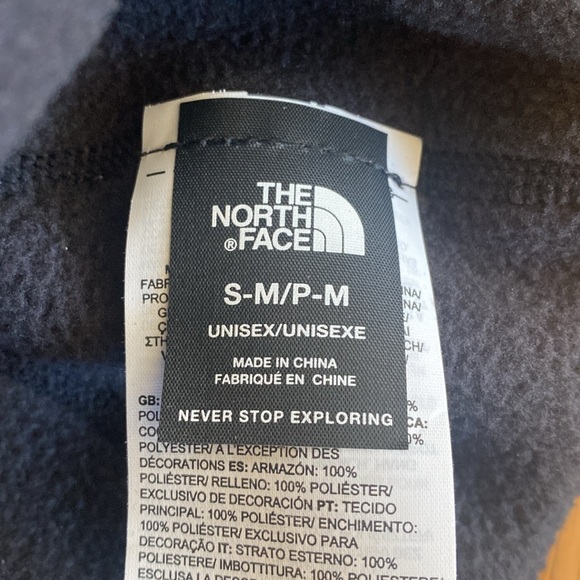 THE
NORTH
® FACE
S-M/P-M
UNISEX/UNISEXE
MADE IN CHINA
FABRIQUÉ EN CHINE
NEVER STOP EXPLORING
GB:
CA:
POLYESTER/ A L'EXCEPTION DES
DÉCORATIONS ES: ARMAZÓN: 100%
POLIÉSTER/ RELLENO: 100% POLIÉSTER/
EXCLUSIVO DE DECORACIÓN PT: TECIDO
PRINCIPAL: 100% POLIÉSTER/ ENCHIMENTO:
100% POLIÉSTER/ EXCLUSIVO PARA
DECORAÇÃO IT: STRATO ESTERNO: 100%
POLIESTERE/ IMBOTTITURA: 100% POLIESTERE/